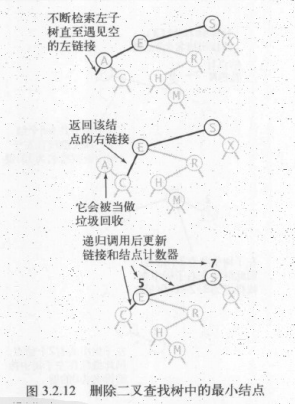 不断检索左子
树直至遇见空
的左链接
S
E
X
A
R
C
H
M
返回该结
点的右链接
S
E
X
A
R
C
H
M
它会被当做
垃圾回收
递归调用后更新
链接和结点计数器
7
5
S
E
X
C
R
H
M
图 3.2.12 删除二叉查找树中的最小结点